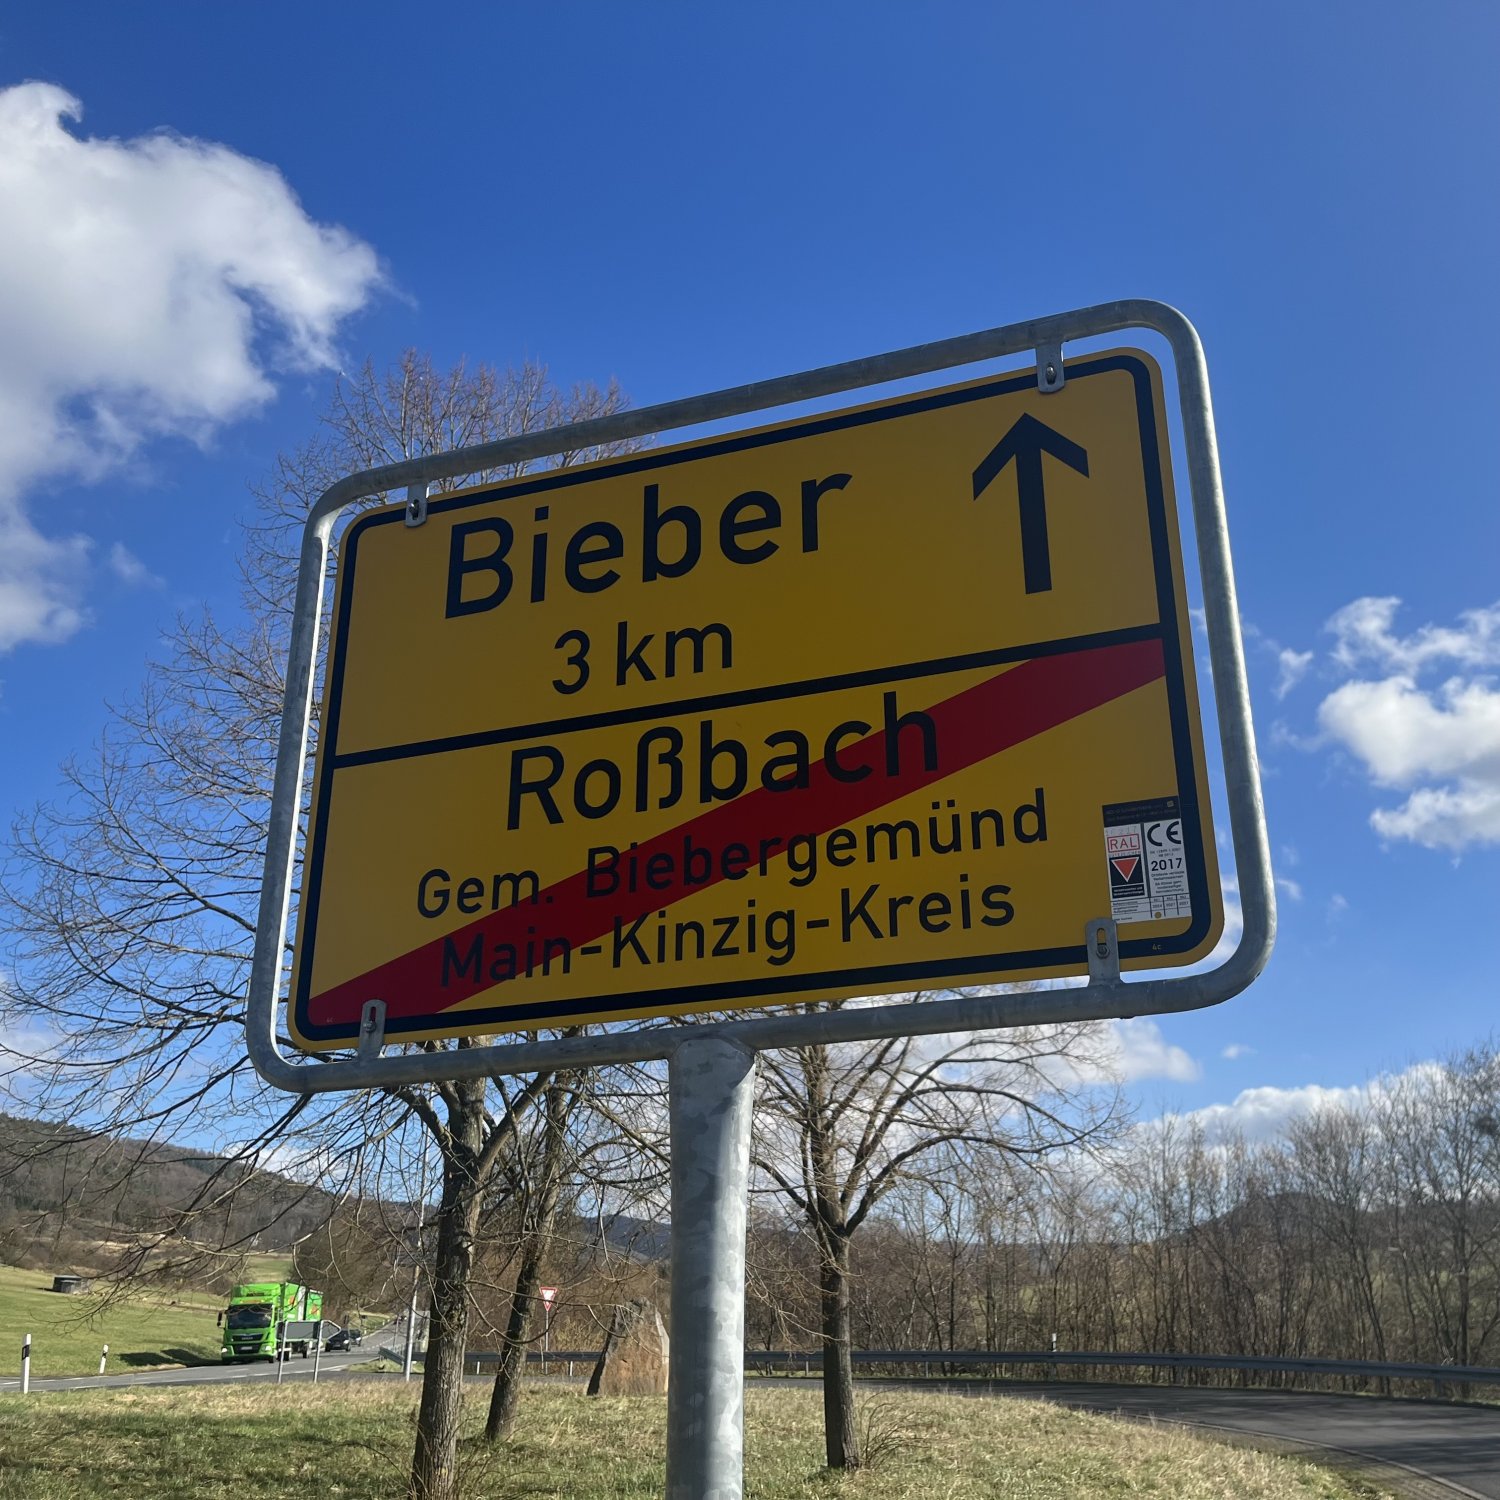 Bieber
3 km
Roßbach
Gem. Biebergemünd
Main-Kinzig-Kreis
RAL
CE
2017